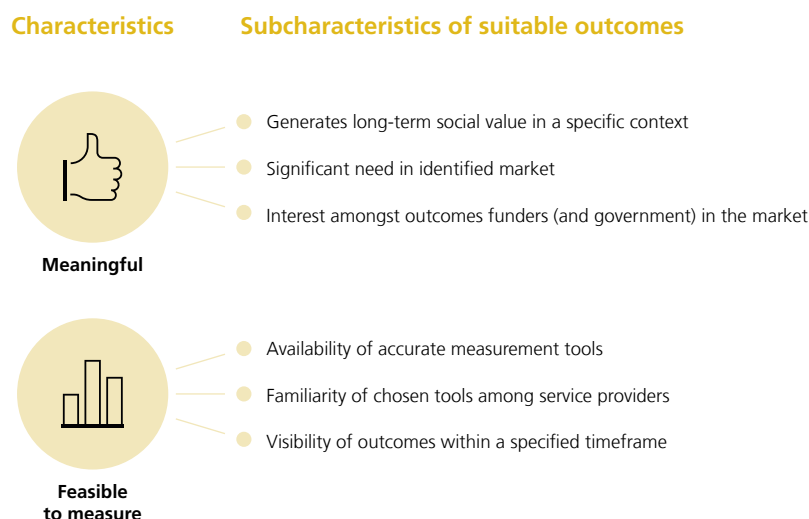 Characteristics
Subcharacteristics of suitable outcomes
Generates long-term social value in a specific context
Significant need in identified market
Interest amongst outcomes funders (and government) in the market
Meaningful
Availability of accurate measurement tools
Familiarity of chosen tools among service providers
Visibility of outcomes within a specified timeframe
Feasible
to measure